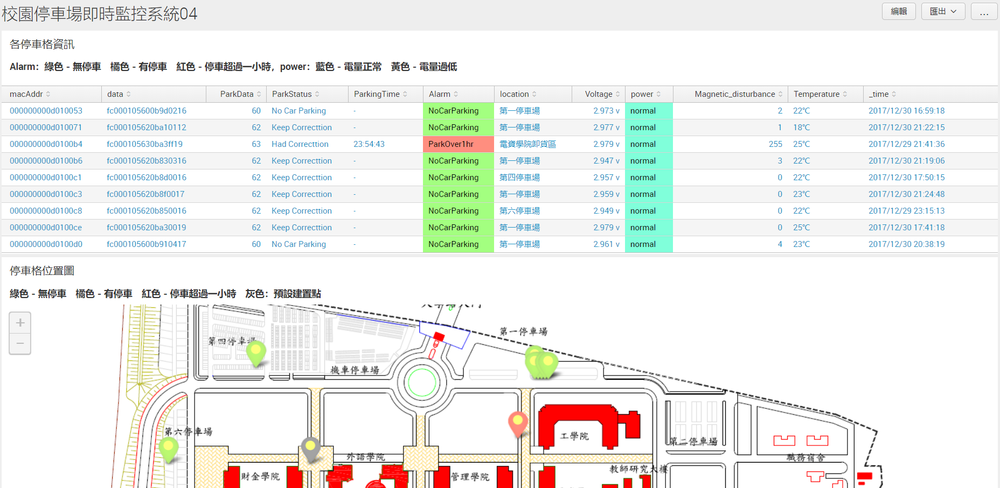 校園停車場即時監控系統04
編輯
匯出
...
各停車格資訊
Alarm：綠色 - 無停車　橘色 - 有停車　紅色 - 停車超過一小時，power：藍色 - 電量正常　黃色 - 電量過低
macAddr data ParkData ParkStatus ParkingTime Alarm location Voltage power Magnetic_disturbance Temperature _time
000000000d010053 fc000105600b9d0216 60 No Car Parking - NoCarParking 第一停車場 2.973 v normal 2 22℃ 2017/12/30 16:59:18
000000000d010071 fc000105620ba10112 62 Keep Correcttion - NoCarParking 第一停車場 2.977 v normal 1 18℃ 2017/12/30 21:22:15
000000000d0100b4 fc000105630ba3ff19 63 Had Correcttion 23:54:43 ParkOver1hr 電資學院卸貨區 2.979 v normal 255 25℃ 2017/12/29 21:41:36
000000000d0100b6 fc000105620b830316 62 Keep Correcttion - NoCarParking 第一停車場 2.947 v normal 3 22℃ 2017/12/30 21:19:06
000000000d0100c1 fc000105620b8d0016 62 Keep Correcttion - NoCarParking 第四停車場 2.957 v normal 0 22℃ 2017/12/30 17:50:15
000000000d0100c3 fc000105620b8f0017 62 Keep Correcttion - NoCarParking 第一停車場 2.959 v normal 0 23℃ 2017/12/30 21:24:48
000000000d0100c8 fc000105620b850016 62 Keep Correcttion - NoCarParking 第六停車場 2.949 v normal 0 22℃ 2017/12/29 23:15:13
000000000d0100ce fc000105620ba30019 62 Keep Correcttion - NoCarParking 第一停車場 2.979 v normal 0 25℃ 2017/12/30 17:41:18
000000000d0100d0 fc000105600b910417 60 No Car Parking - NoCarParking 第一停車場 2.961 v normal 4 23℃ 2017/12/30 20:38:19
停車格位置圖
綠色 - 無停車　橘色 - 有停車　紅色 - 停車超過一小時　灰色：預設建置點
+
−
第一停車場
第四停車場
機車停車場
第六停車場
工學院
第二停車場
外語學院
職務宿舍
教師研究大樓
財金學院
管理學院